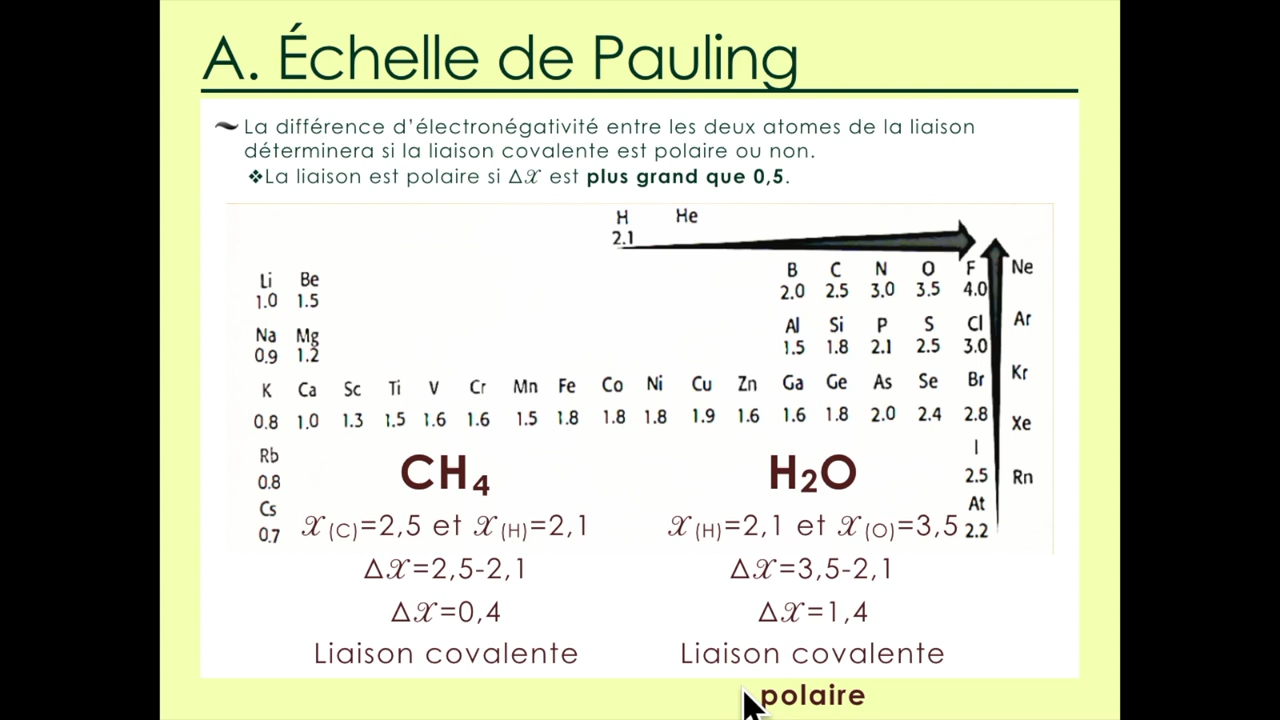 A. Échelle de Pauling
La différence d'électronégativité entre les deux atomes de la liaison
déterminera si la liaison covalente est polaire ou non.
❖La liaison est polaire si Δ𝒳 est plus grand que 0,5.
H He
2.1
Li Be B C N O F Ne
1.0 1.5 2.0 2.5 3.0 3.5 4.0
Na Mg Al Si P S Cl Ar
0.9 1.2 1.5 1.8 2.1 2.5 3.0
K Ca Sc Ti V Cr Mn Fe Co Ni Cu Zn Ga Ge As Se Br Kr
0.8 1.0 1.3 1.5 1.6 1.6 1.5 1.8 1.8 1.8 1.9 1.6 1.6 1.8 2.0 2.4 2.8
Rb I Xe
0.8 2.5 Rn
Cs At
0.7 2.2
CH₄
𝒳(C)=2,5 et 𝒳(H)=2,1
Δ𝒳=2,5-2,1
Δ𝒳=0,4
Liaison covalente
H₂O
𝒳(H)=2,1 et 𝒳(O)=3,5
Δ𝒳=3,5-2,1
Δ𝒳=1,4
Liaison covalente
polaire